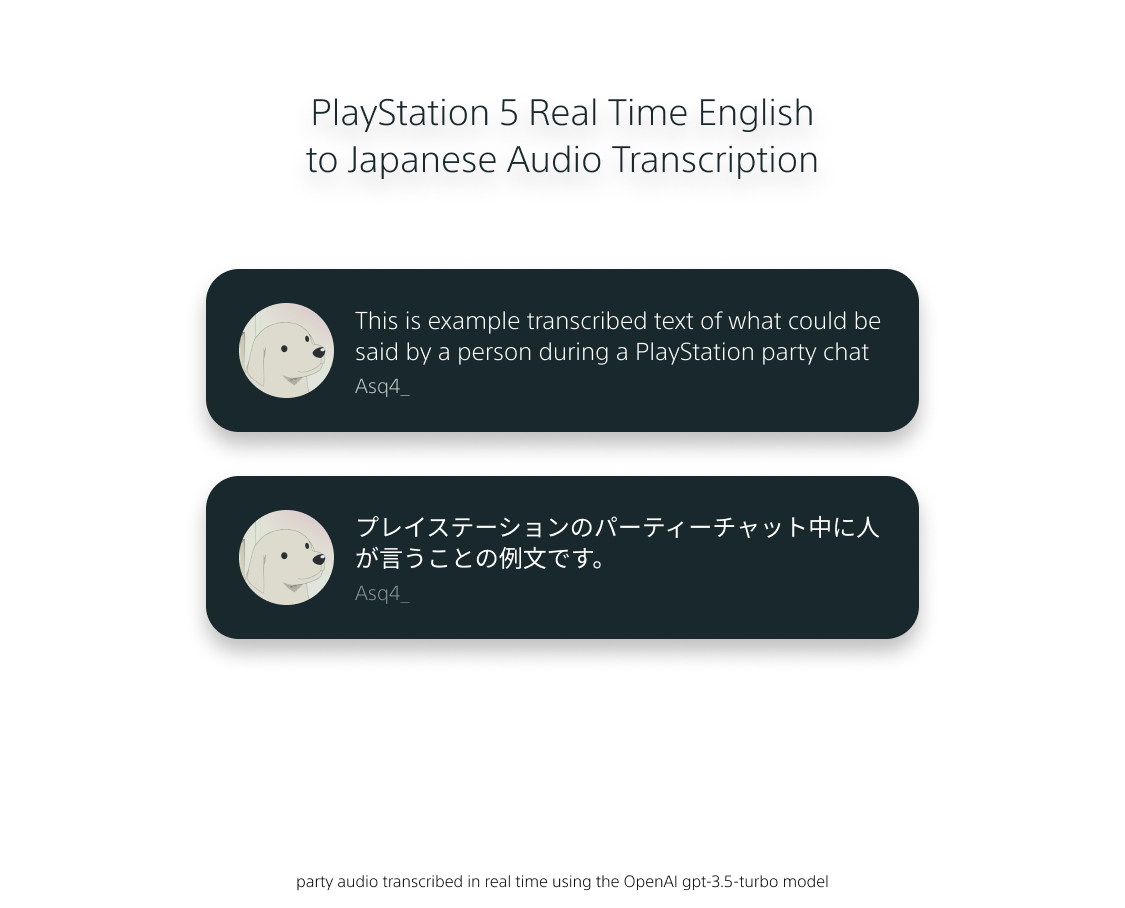 PlayStation 5 Real Time English
to Japanese Audio Transcription
This is example transcribed text of what could be
said by a person during a PlayStation party chat
Asq4_
プレイステーションのパーティーチャット中に人
が言うことの例文です。
Asq4_
party audio transcribed in real time using the OpenAI gpt-3.5-turbo model